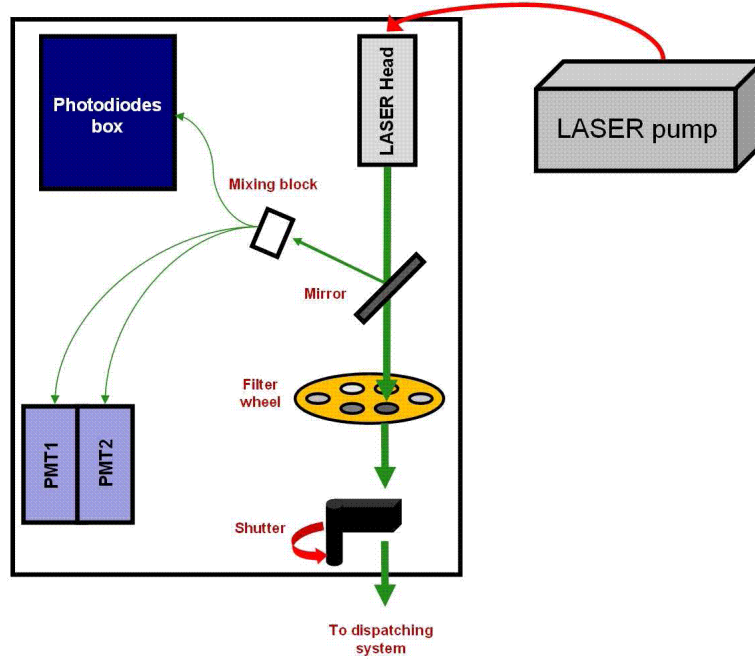 Photodiodes
box
LASER Head
LASER pump
Mixing block
Mirror
Filter
wheel
PMT1
PMT2
Shutter
To dispatching
system